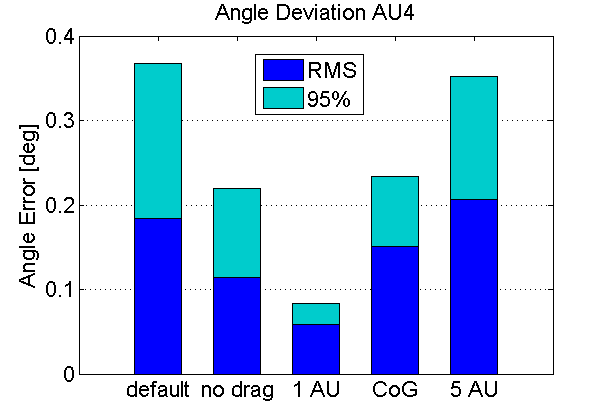 Angle Deviation AU4
0.4
0.3
0.2
0.1
0
Angle Error [deg]
RMS
95%
default
no drag
1 AU
CoG
5 AU